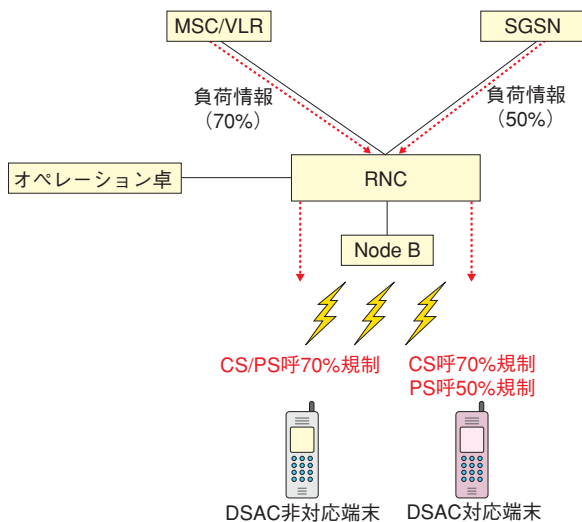 MSC/VLR
SGSN
負荷情報
（70%）
負荷情報
（50%）
オペレーション卓
RNC
Node B
CS/PS呼70%規制
CS呼70%規制
PS呼50%規制
DSAC非対応端末
DSAC対応端末